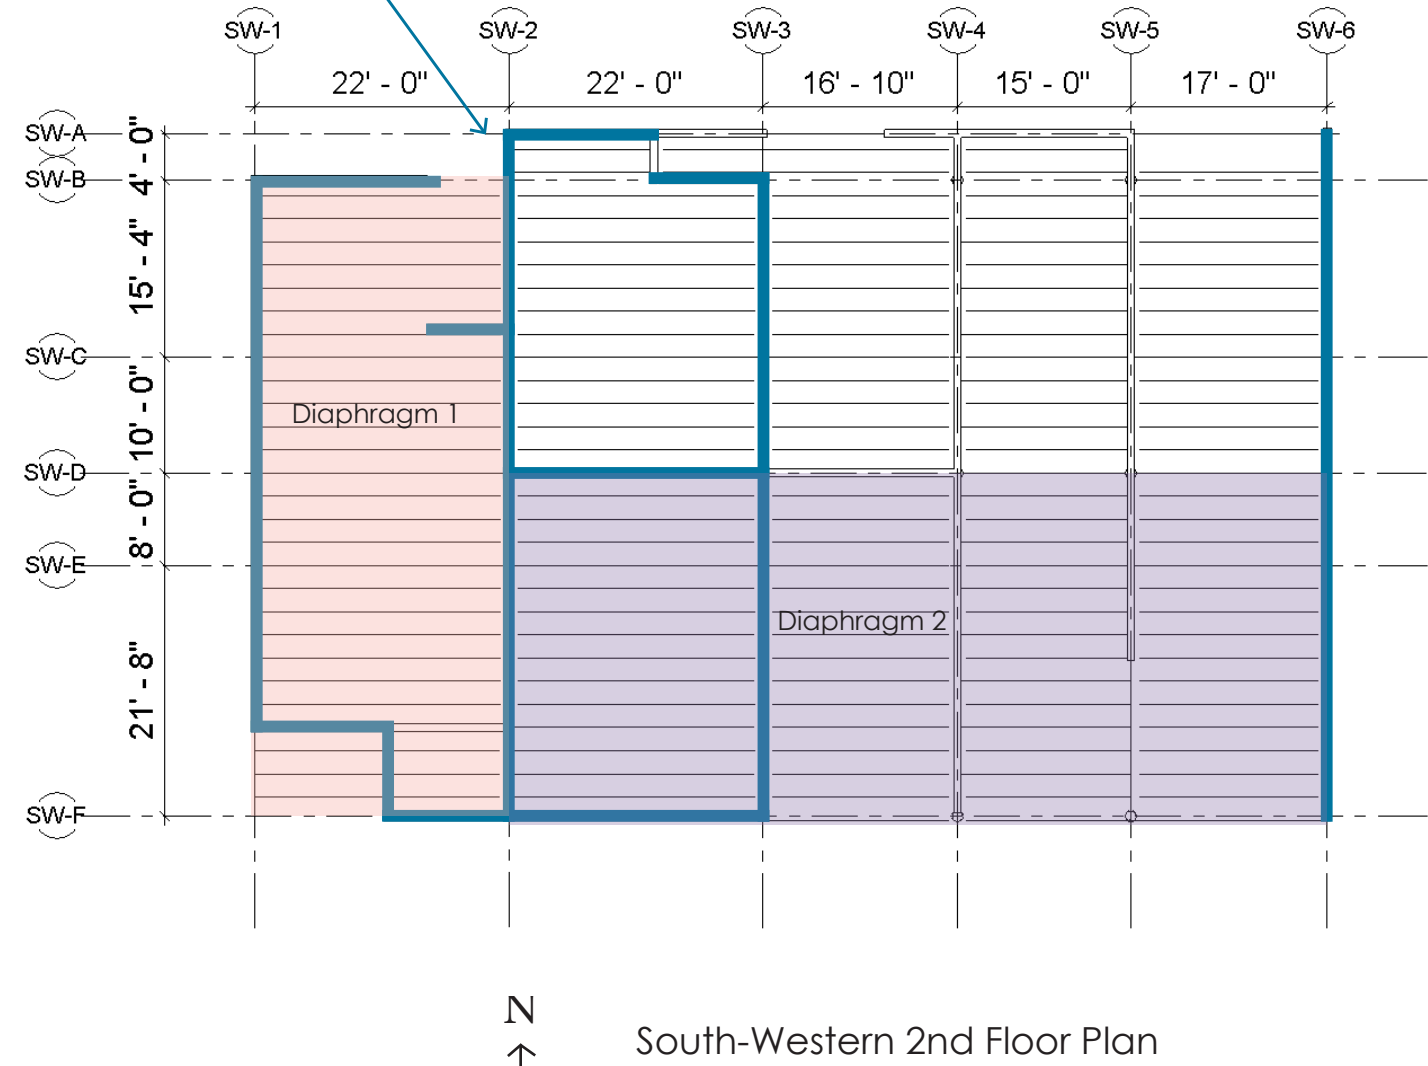 SW-1 SW-2 SW-3 SW-4 SW-5 SW-6
22' - 0" 22' - 0" 16' - 10" 15' - 0" 17' - 0"
SW-A
4' - 0"
SW-B
15' - 4"
SW-C
10' - 0"
Diaphragm 1
SW-D
8' - 0"
SW-E
Diaphragm 2
21' - 8"
SW-F
N
South-Western 2nd Floor Plan